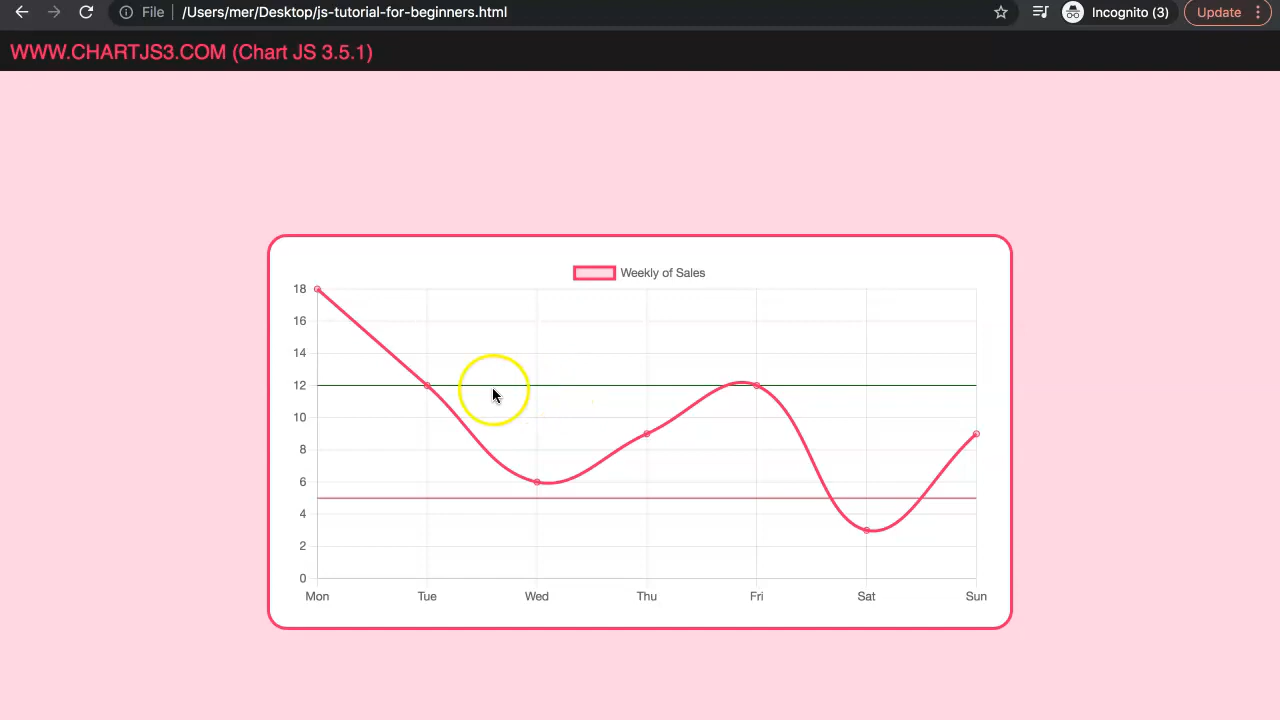 File /Users/mer/Desktop/js-tutorial-for-beginners.html Incognito (3) Update
WWW.CHARTJS3.COM (Chart JS 3.5.1)
Weekly of Sales
18
16
14
12
10
8
6
4
2
0
Mon Tue Wed Thu Fri Sat Sun